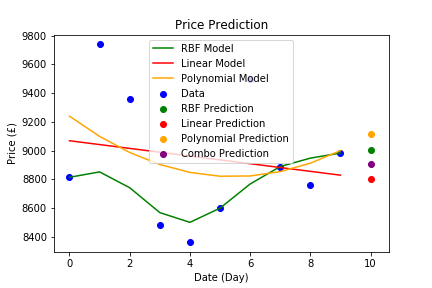 Price Prediction
9800
9600
9400
9200
9000
8800
8600
8400
Price (£)
RBF Model
Linear Model
Polynomial Model
Data
RBF Prediction
Linear Prediction
Polynomial Prediction
Combo Prediction
0 2 4 6 8 10
Date (Day)